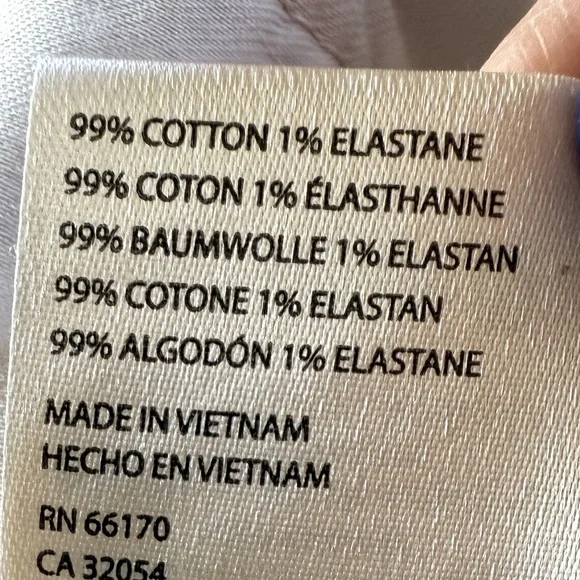 99% COTTON 1% ELASTANE
99% COTON 1% ÉLASTHANNE
99% BAUMWOLLE 1% ELASTAN
99% COTONE 1% ELASTAN
99% ALGODÓN 1% ELASTANE
MADE IN VIETNAM
HECHO EN VIETNAM
RN 66170
CA 32054